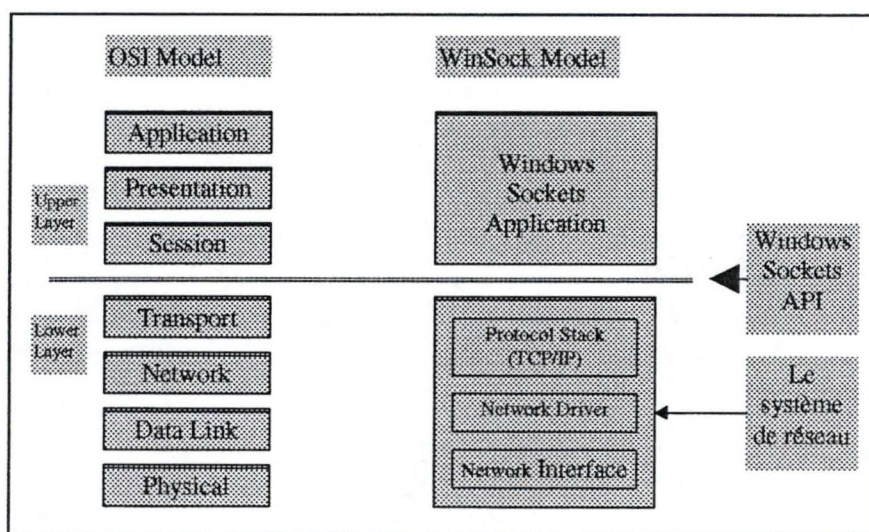 OSI Model
WinSock Model
Application
Presentation
Session
Upper
Layer
Windows
Sockets
Application
Windows
Sockets
API
Lower
Layer
Transport
Network
Data Link
Physical
Protocol Stack
(TCP/IP)
Network Driver
Network Interface
Le
système
de réseau